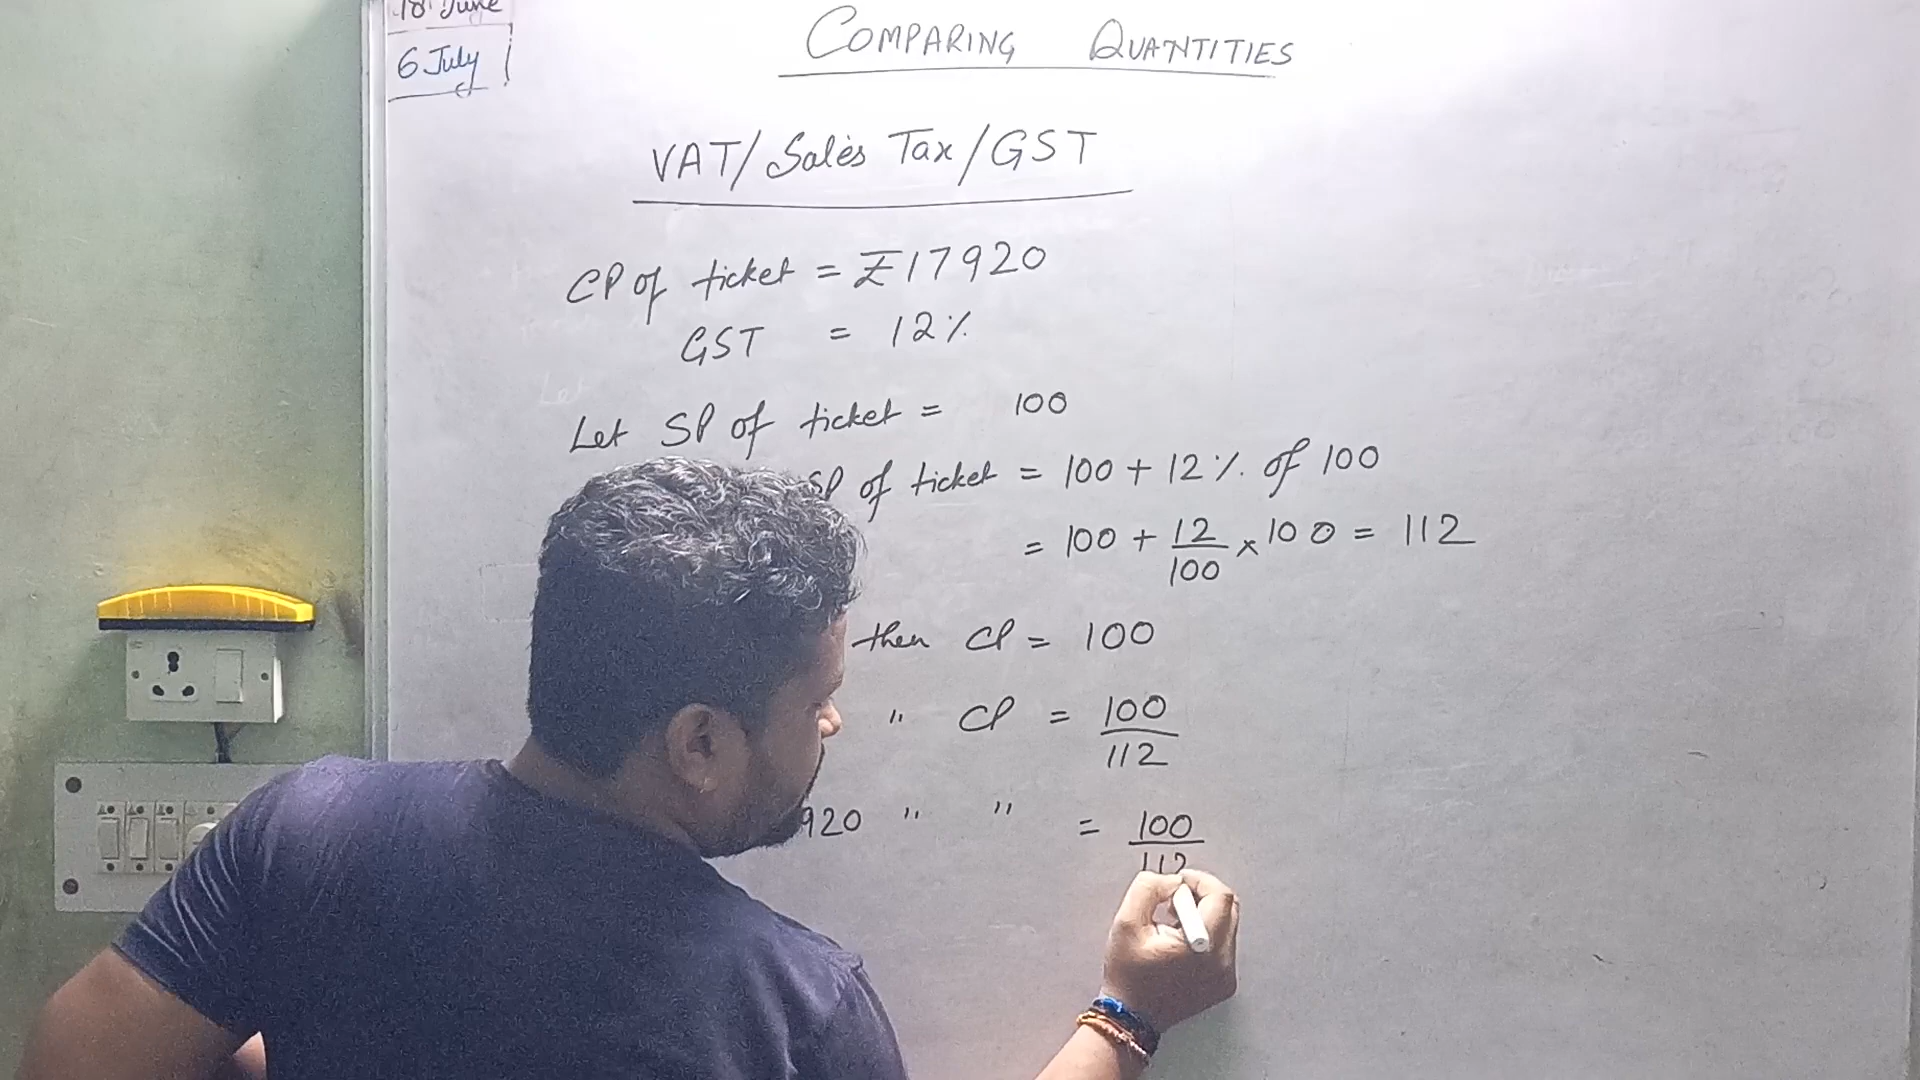 18 June
6 July
COMPARING QUANTITIES
VAT/Sales Tax/GST
CP of ticket = ₹17920
GST = 12%
Let SP of ticket = 100
SP of ticket = 100 + 12% of 100
= 100 + 12/100 × 100 = 112
then CP = 100
" CP = 100/112
920 " " = 100/112